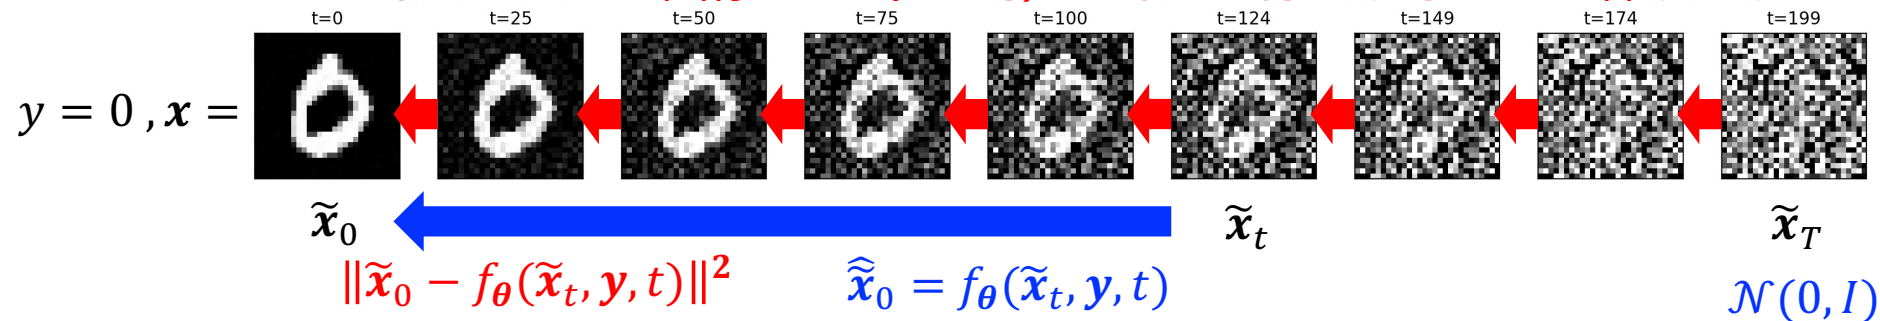 t=0 t=25 t=50 t=75 t=100 t=124 t=149 t=174 t=199
y = 0 , x =
x̃₀ x̃ₜ x̃_T
‖x̃₀ − f_θ(x̃ₜ, y, t)‖² x̃̂₀ = f_θ(x̃ₜ, y, t) 𝒩(0, I)